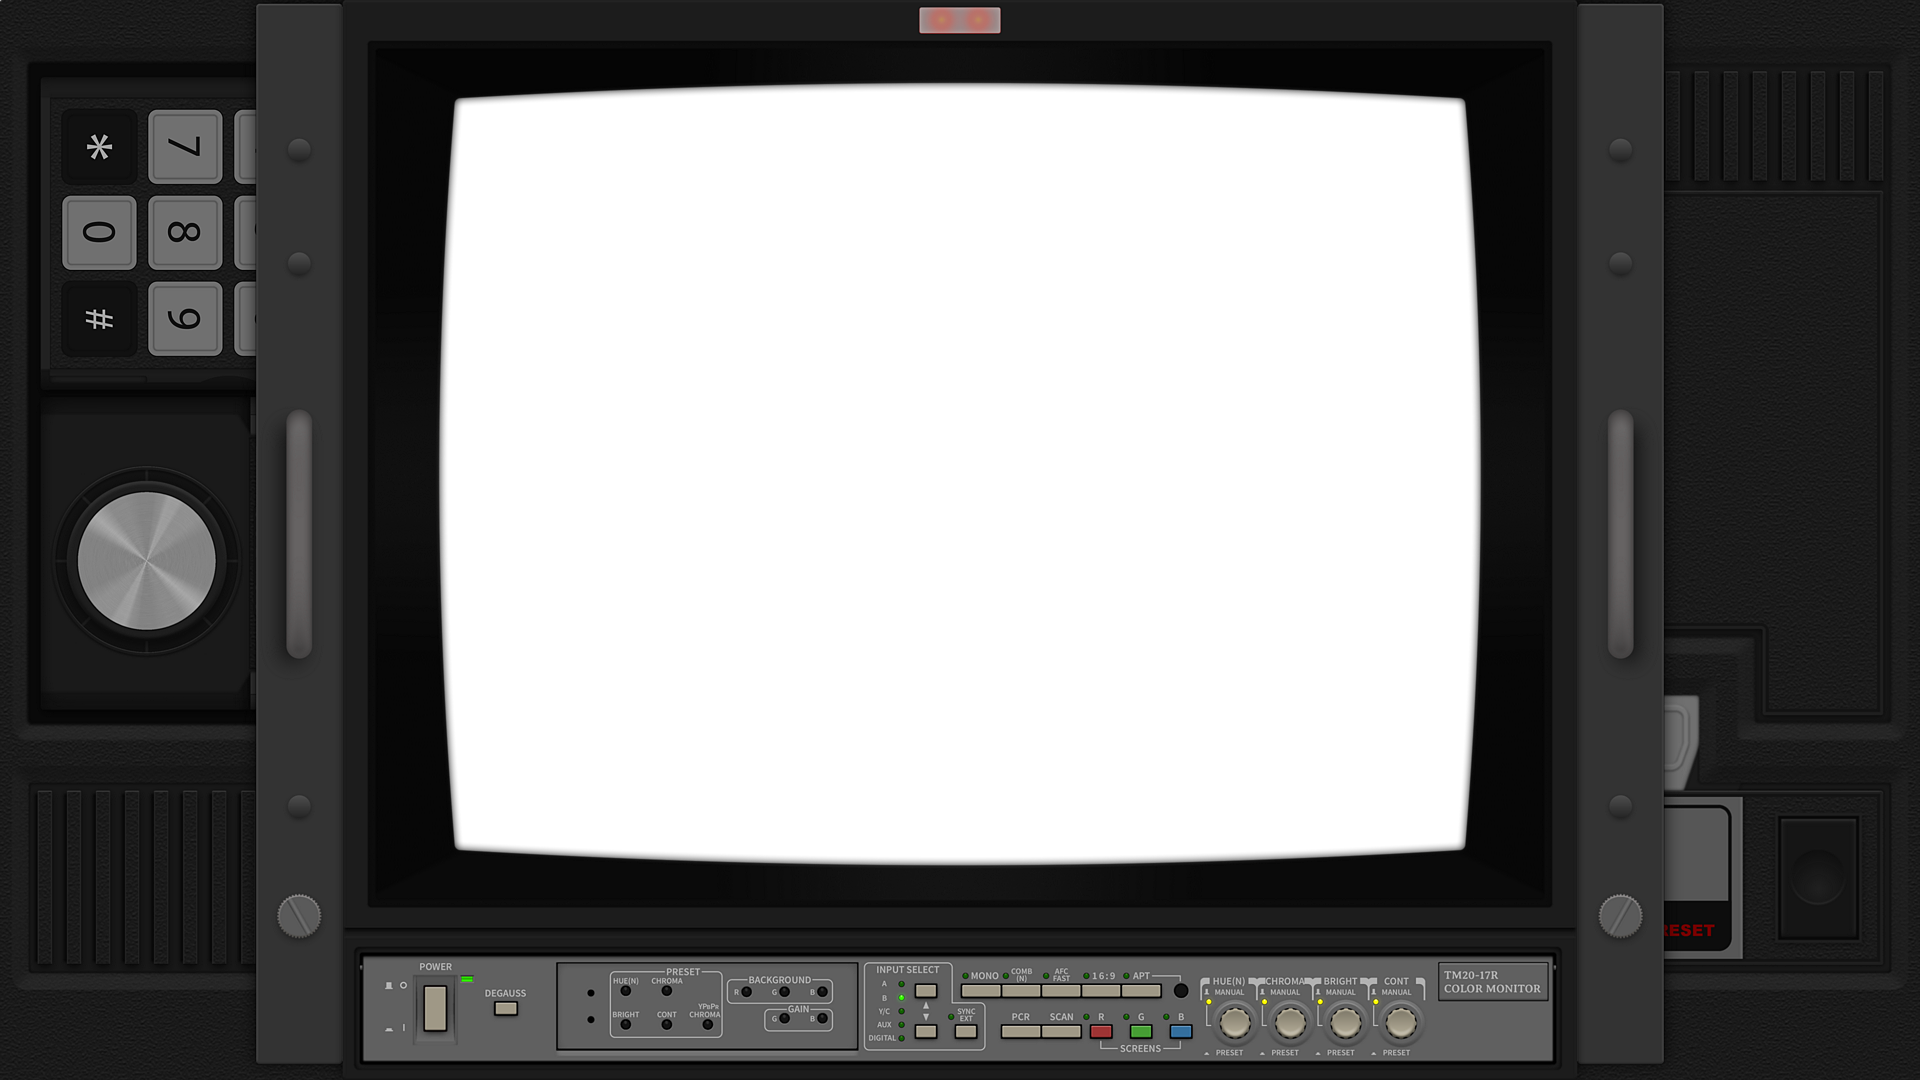 *
7
0
8
#
9
RESET
POWER
DEGAUSS
PRESET
HUE(N) CHROMA
YPBPR
BRIGHT CONT CHROMA
BACKGROUND
R G B
GAIN
G B
INPUT SELECT
A
B
Y/C
AUX
DIGITAL
SYNC
EXT
MONO
COMB
(N)
AFC
FAST
16:9
APT
PCR SCAN R G B
SCREENS
HUE(N) CHROMA BRIGHT CONT
MANUAL MANUAL MANUAL MANUAL
PRESET PRESET PRESET PRESET
TM20-17R
COLOR MONITOR